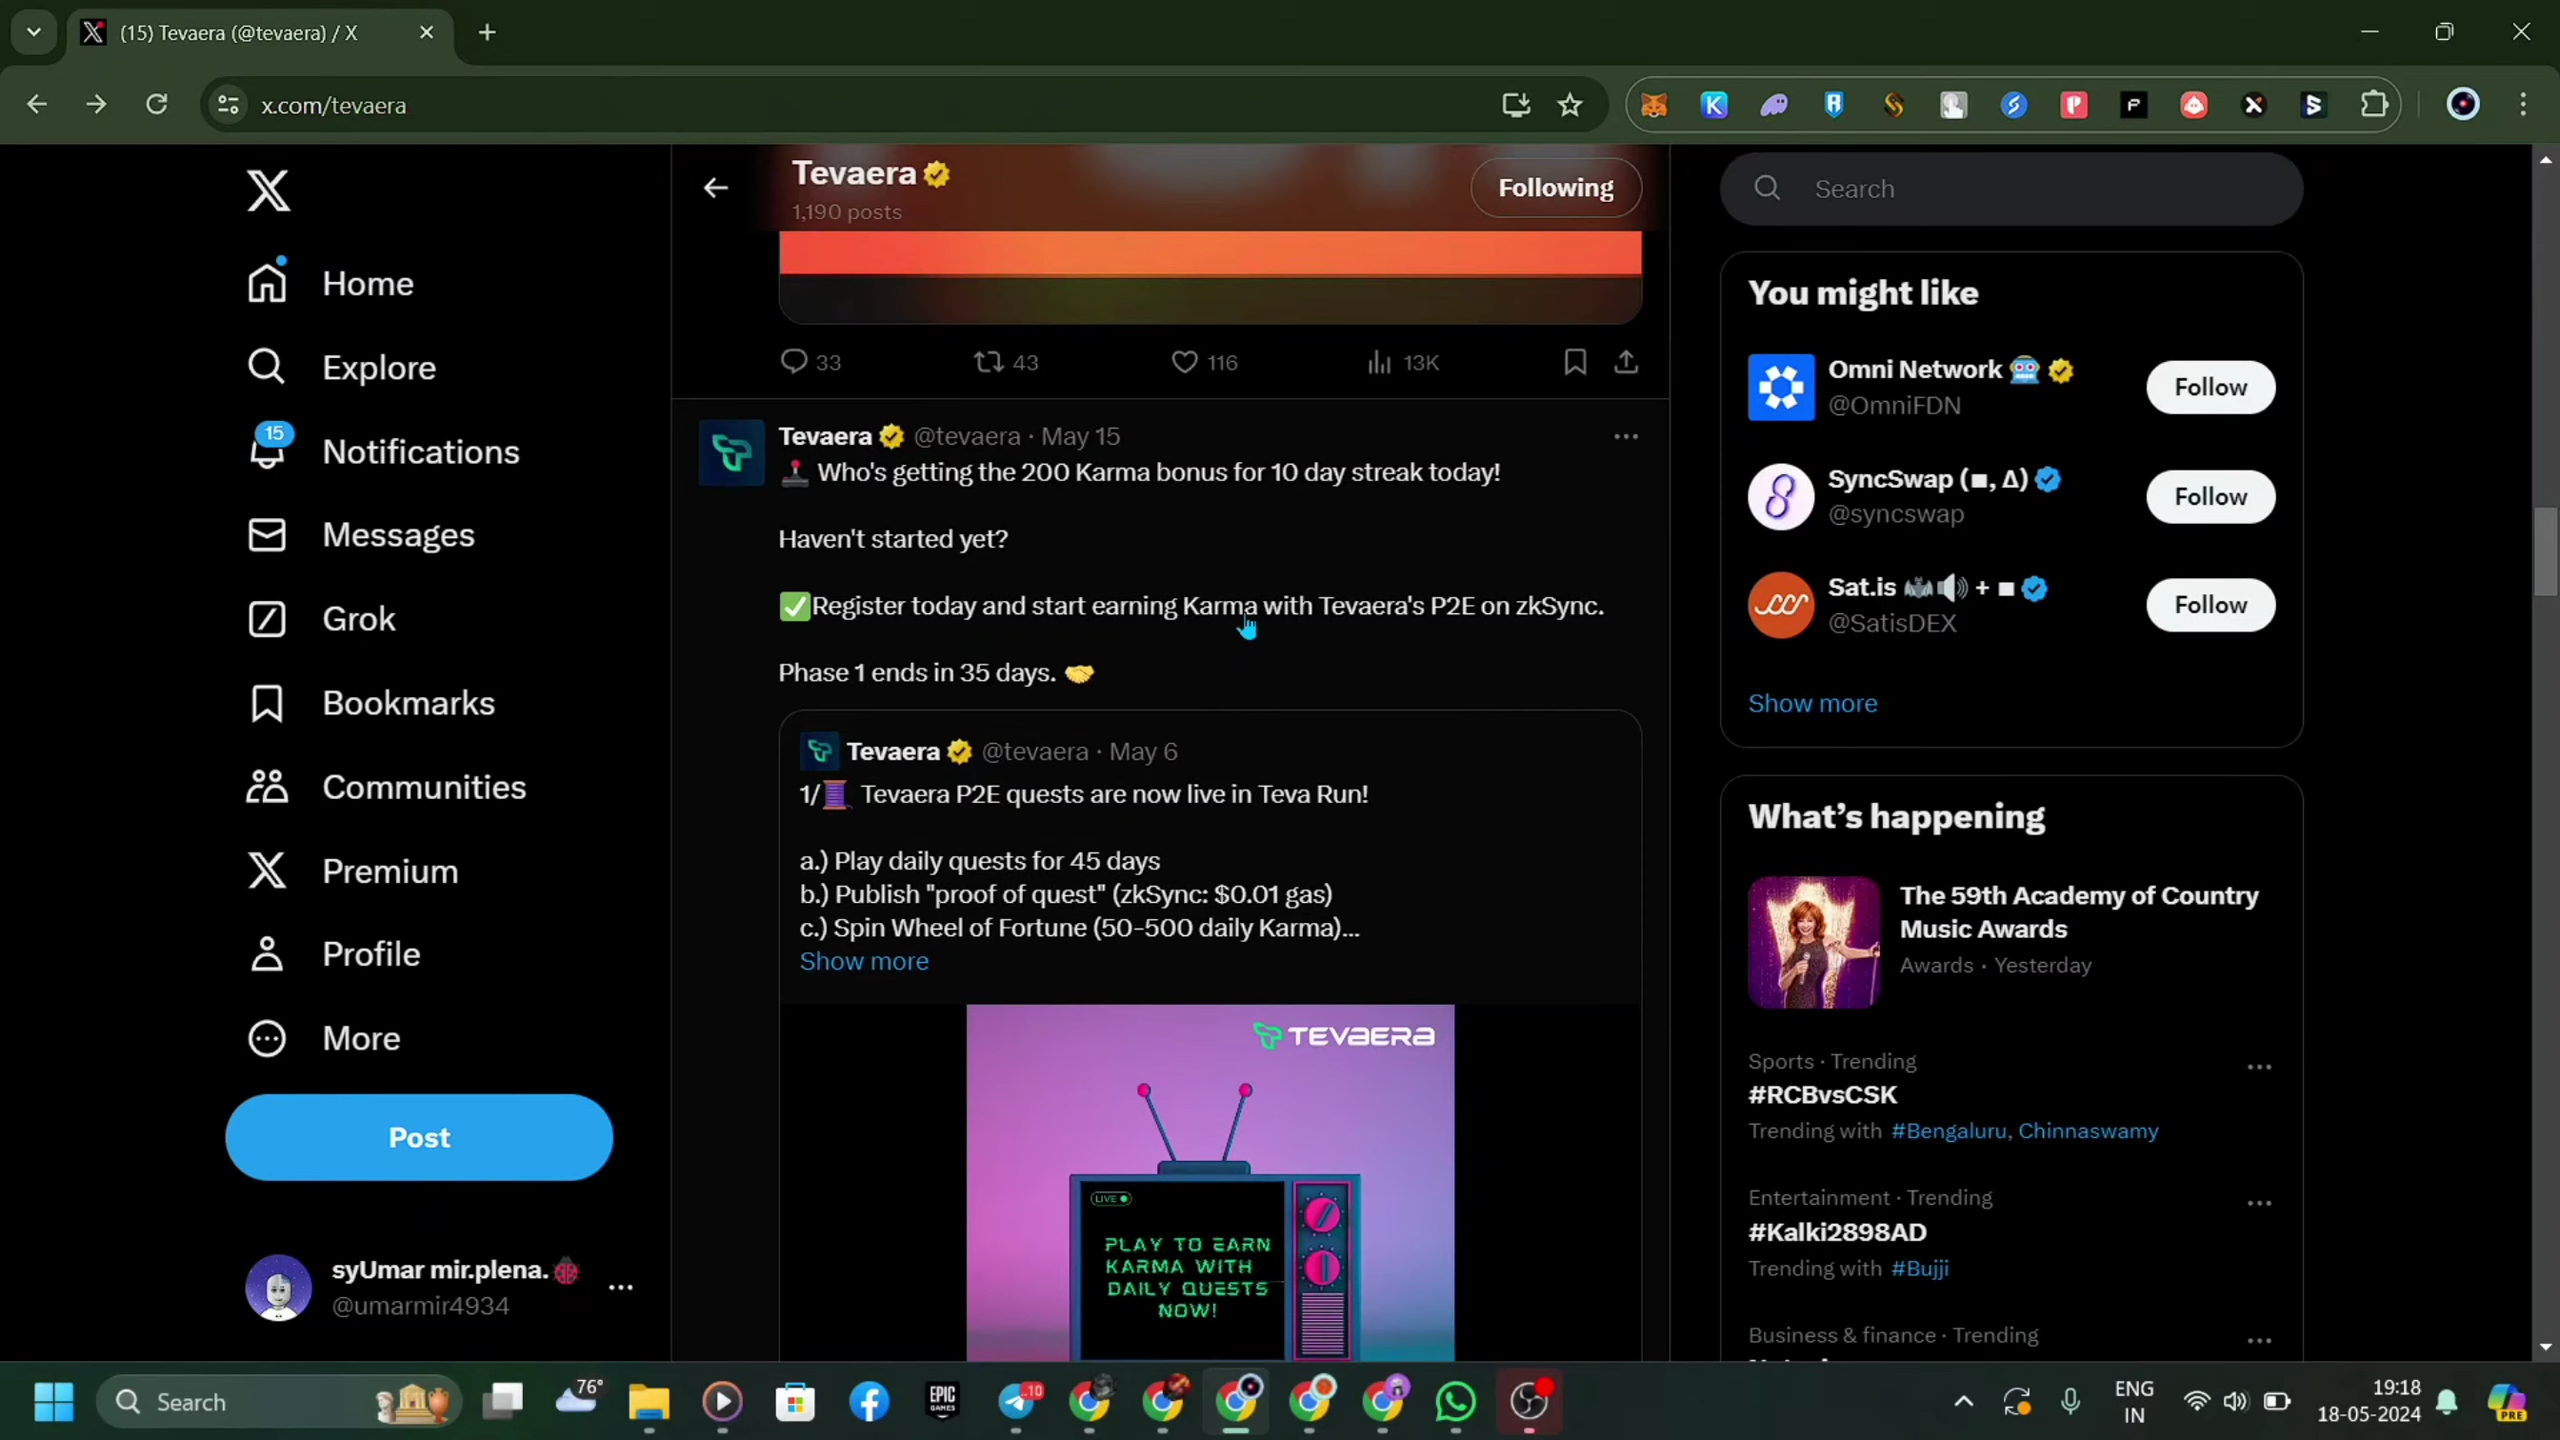 (15) Tevaera (@tevaera) / X
x.com/tevaera
Home
Explore
15
Notifications
Messages
Grok
Bookmarks
Communities
Premium
Profile
More
Post
syUmar mir.plena.
@umarmir4934
Tevaera
1,190 posts
Following
33
43
116
13K
Tevaera @tevaera · May 15
Who's getting the 200 Karma bonus for 10 day streak today!
Haven't started yet?
Register today and start earning Karma with Tevaera's P2E on zkSync.
Phase 1 ends in 35 days.
Tevaera @tevaera · May 6
1/ Tevaera P2E quests are now live in Teva Run!
a.) Play daily quests for 45 days
b.) Publish "proof of quest" (zkSync: $0.01 gas)
c.) Spin Wheel of Fortune (50-500 daily Karma)...
Show more
TEVAERA
LIVE
PLAY TO EARN
KARMA WITH
DAILY QUESTS
NOW!
Search
You might like
Omni Network
@OmniFDN
Follow
SyncSwap (■, Δ)
@syncswap
Follow
Sat.is + ■
@SatisDEX
Follow
Show more
What's happening
The 59th Academy of Country
Music Awards
Awards · Yesterday
Sports · Trending
#RCBvsCSK
Trending with #Bengaluru, Chinnaswamy
Entertainment · Trending
#Kalki2898AD
Trending with #Bujji
Business & finance · Trending
Search
76°
EPIC
GAMES
10
ENG
IN
19:18
18-05-2024
PRE